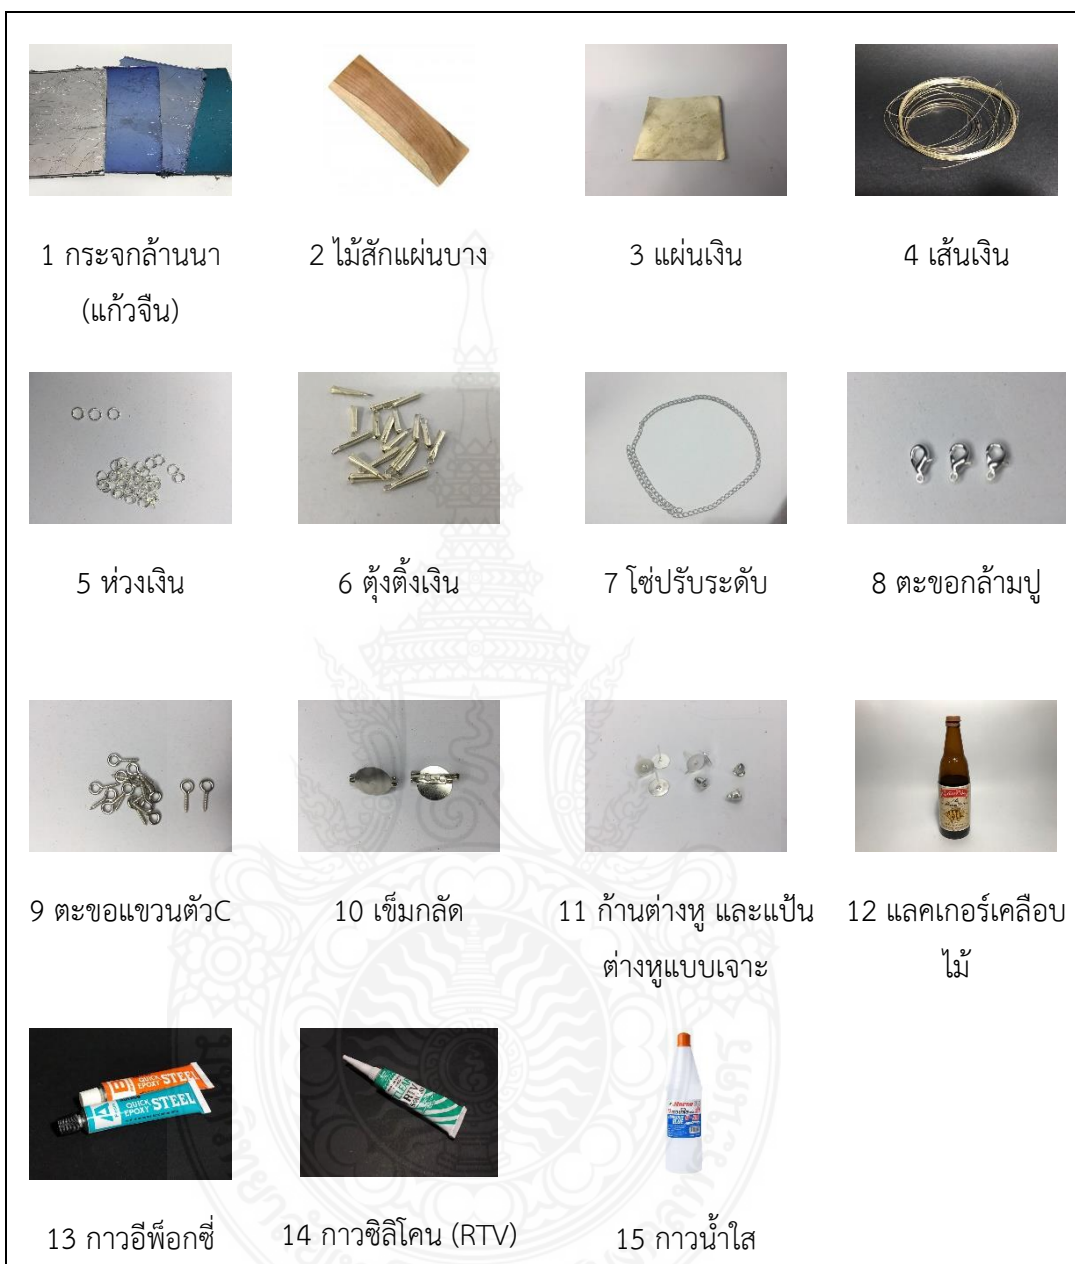 1 กระจกล้านนา
(แก้วจืน)
2 ไม้สักแผ่นบาง
3 แผ่นเงิน
4 เส้นเงิน
5 ห่วงเงิน
6 ตุ้งติ้งเงิน
7 โซ่ปรับระดับ
8 ตะขอกล้ามปู
9 ตะขอแขวนตัวC
10 เข็มกลัด
11 ก้านต่างหู และแป้น
ต่างหูแบบเจาะ
12 แลคเกอร์เคลือบ
ไม้
B QUICK
EPOXY STEEL
A QUICK
EPOXY STEEL
RTV
13 กาวอีพ็อกซี่
14 กาวซิลิโคน (RTV)
15 กาวน้ำใส